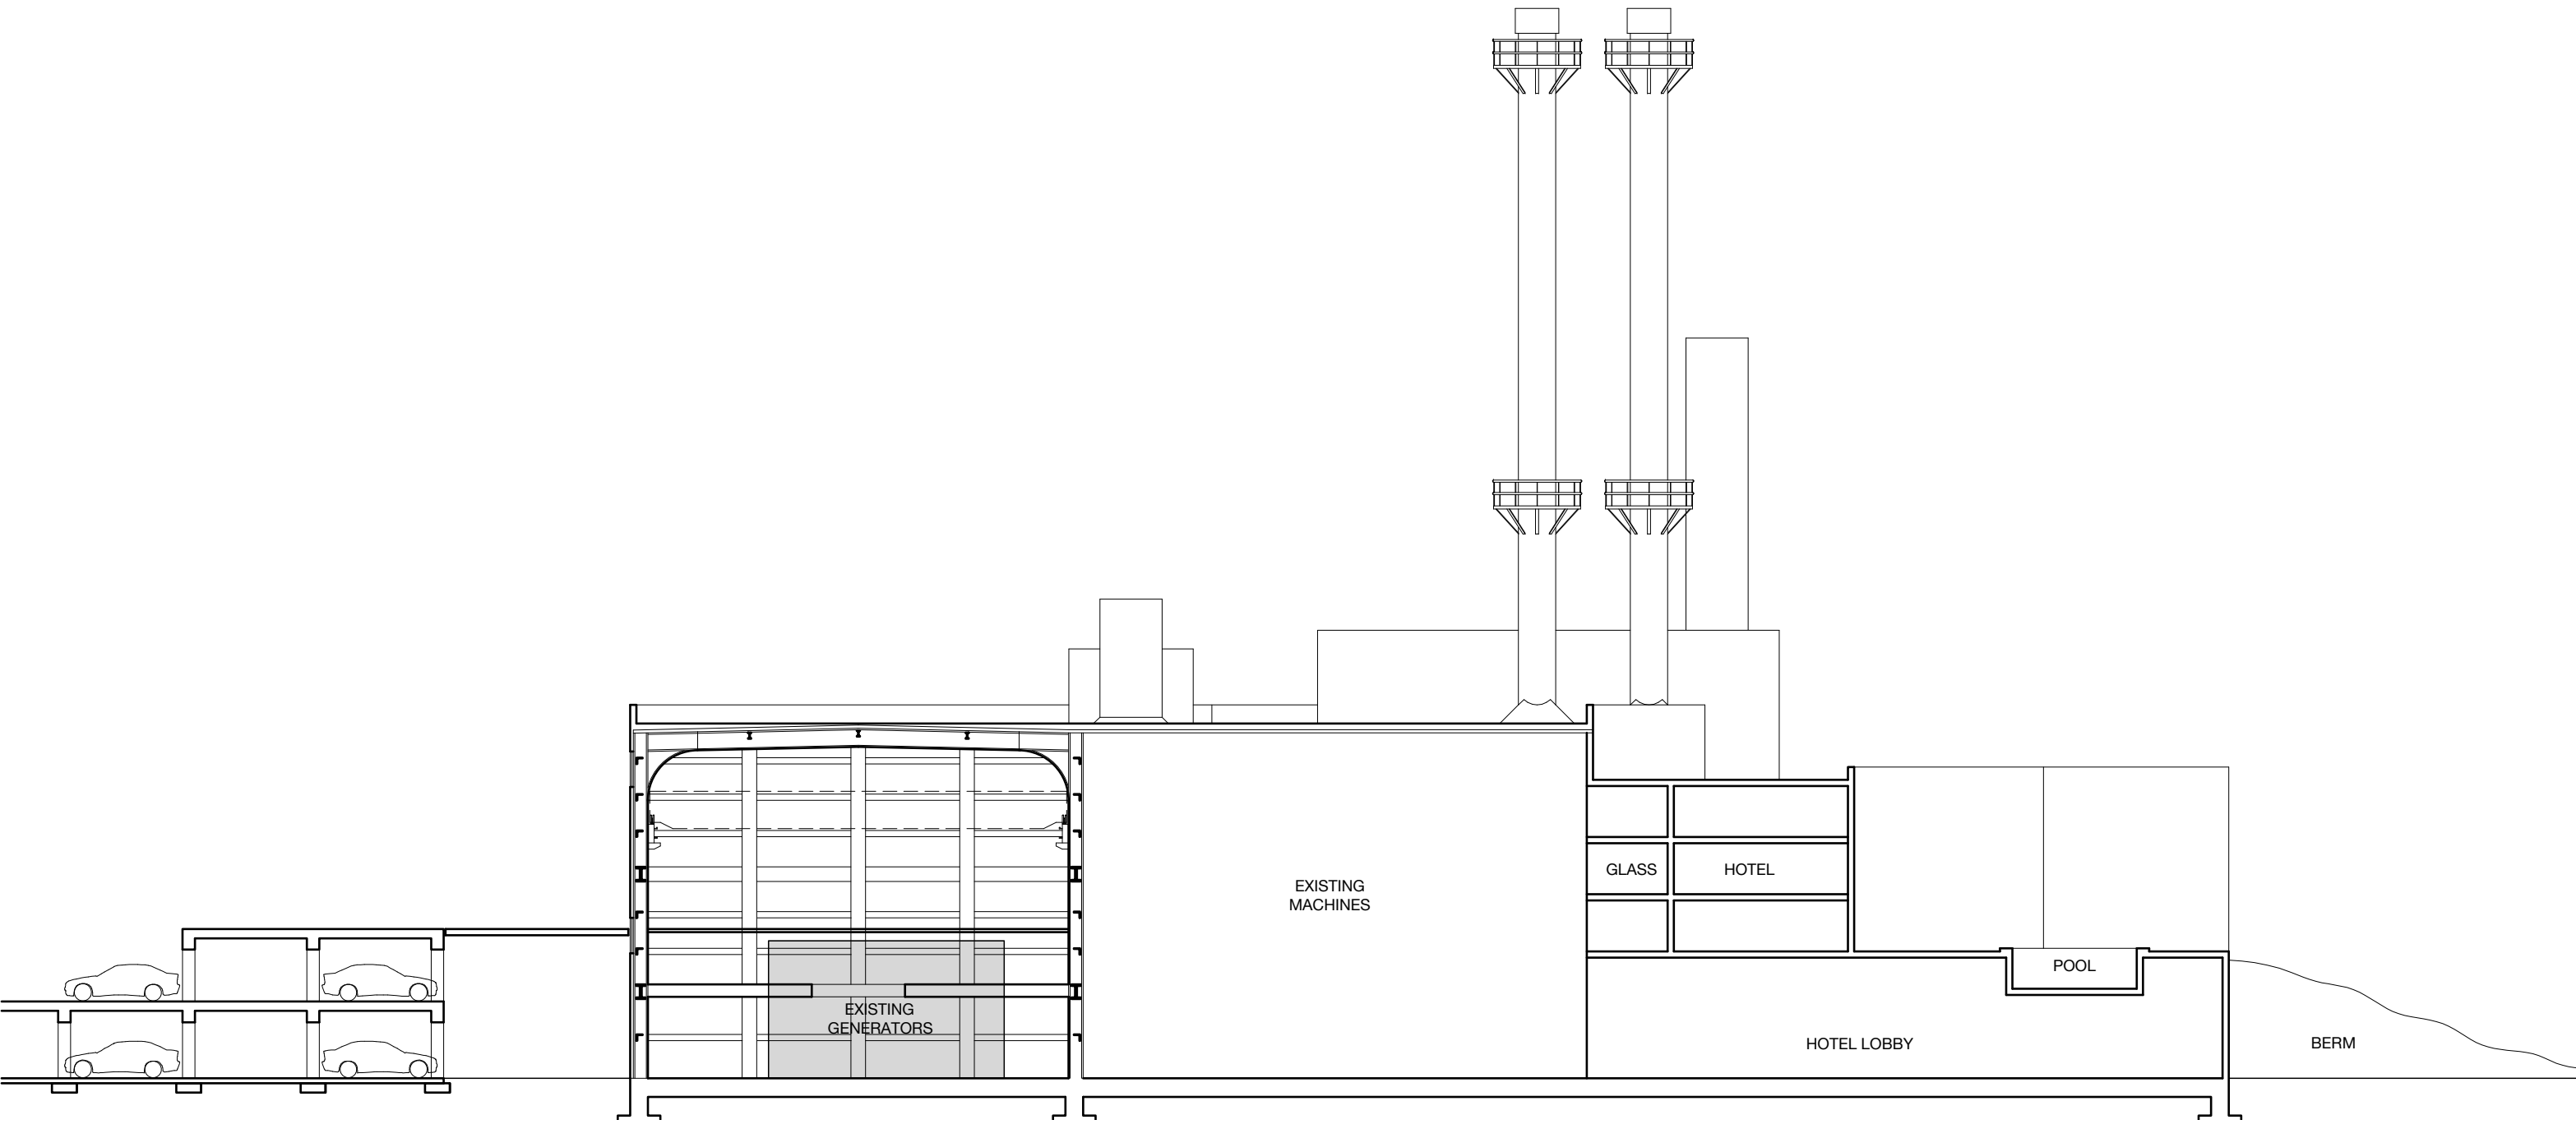 EXISTING
MACHINES
GLASS
HOTEL
POOL
EXISTING
GENERATORS
HOTEL LOBBY
BERM